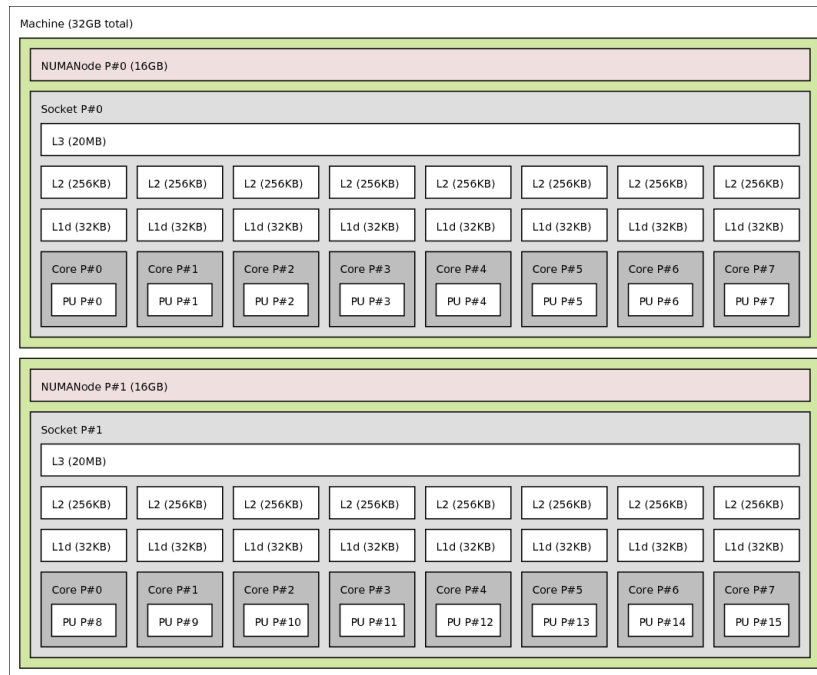 Machine (32GB total)
NUMANode P#0 (16GB)
Socket P#0
L3 (20MB)
L2 (256KB) L2 (256KB) L2 (256KB) L2 (256KB) L2 (256KB) L2 (256KB) L2 (256KB) L2 (256KB)
L1d (32KB) L1d (32KB) L1d (32KB) L1d (32KB) L1d (32KB) L1d (32KB) L1d (32KB) L1d (32KB)
Core P#0 Core P#1 Core P#2 Core P#3 Core P#4 Core P#5 Core P#6 Core P#7
PU P#0 PU P#1 PU P#2 PU P#3 PU P#4 PU P#5 PU P#6 PU P#7
NUMANode P#1 (16GB)
Socket P#1
L3 (20MB)
L2 (256KB) L2 (256KB) L2 (256KB) L2 (256KB) L2 (256KB) L2 (256KB) L2 (256KB) L2 (256KB)
L1d (32KB) L1d (32KB) L1d (32KB) L1d (32KB) L1d (32KB) L1d (32KB) L1d (32KB) L1d (32KB)
Core P#0 Core P#1 Core P#2 Core P#3 Core P#4 Core P#5 Core P#6 Core P#7
PU P#8 PU P#9 PU P#10 PU P#11 PU P#12 PU P#13 PU P#14 PU P#15